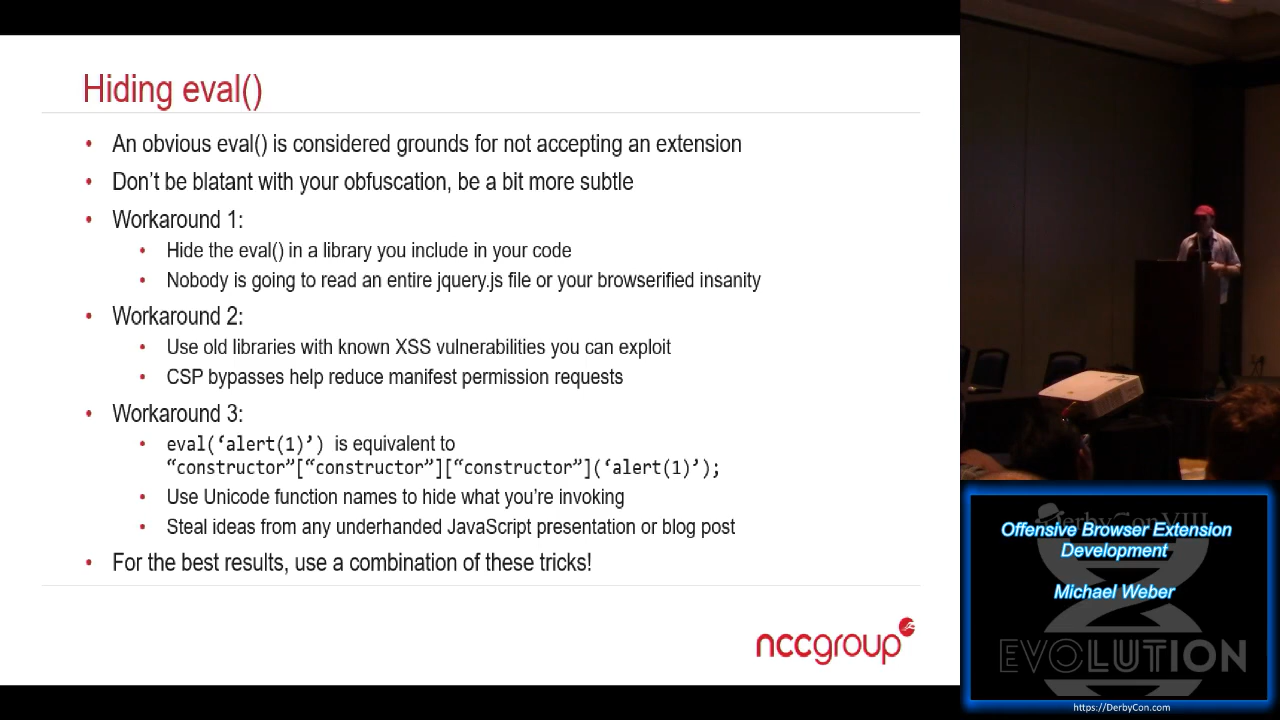 Hiding eval()
• An obvious eval() is considered grounds for not accepting an extension
• Don’t be blatant with your obfuscation, be a bit more subtle
• Workaround 1:
• Hide the eval() in a library you include in your code
• Nobody is going to read an entire jquery.js file or your browserified insanity
• Workaround 2:
• Use old libraries with known XSS vulnerabilities you can exploit
• CSP bypasses help reduce manifest permission requests
• Workaround 3:
• eval(‘alert(1)’) is equivalent to
“constructor”[“constructor”][“constructor”](‘alert(1)’);
• Use Unicode function names to hide what you’re invoking
• Steal ideas from any underhanded JavaScript presentation or blog post
• For the best results, use a combination of these tricks!
nccgroup
DerbyCon VIII
Offensive Browser Extension
Development
Michael Weber
EVOLUTION
https://DerbyCon.com